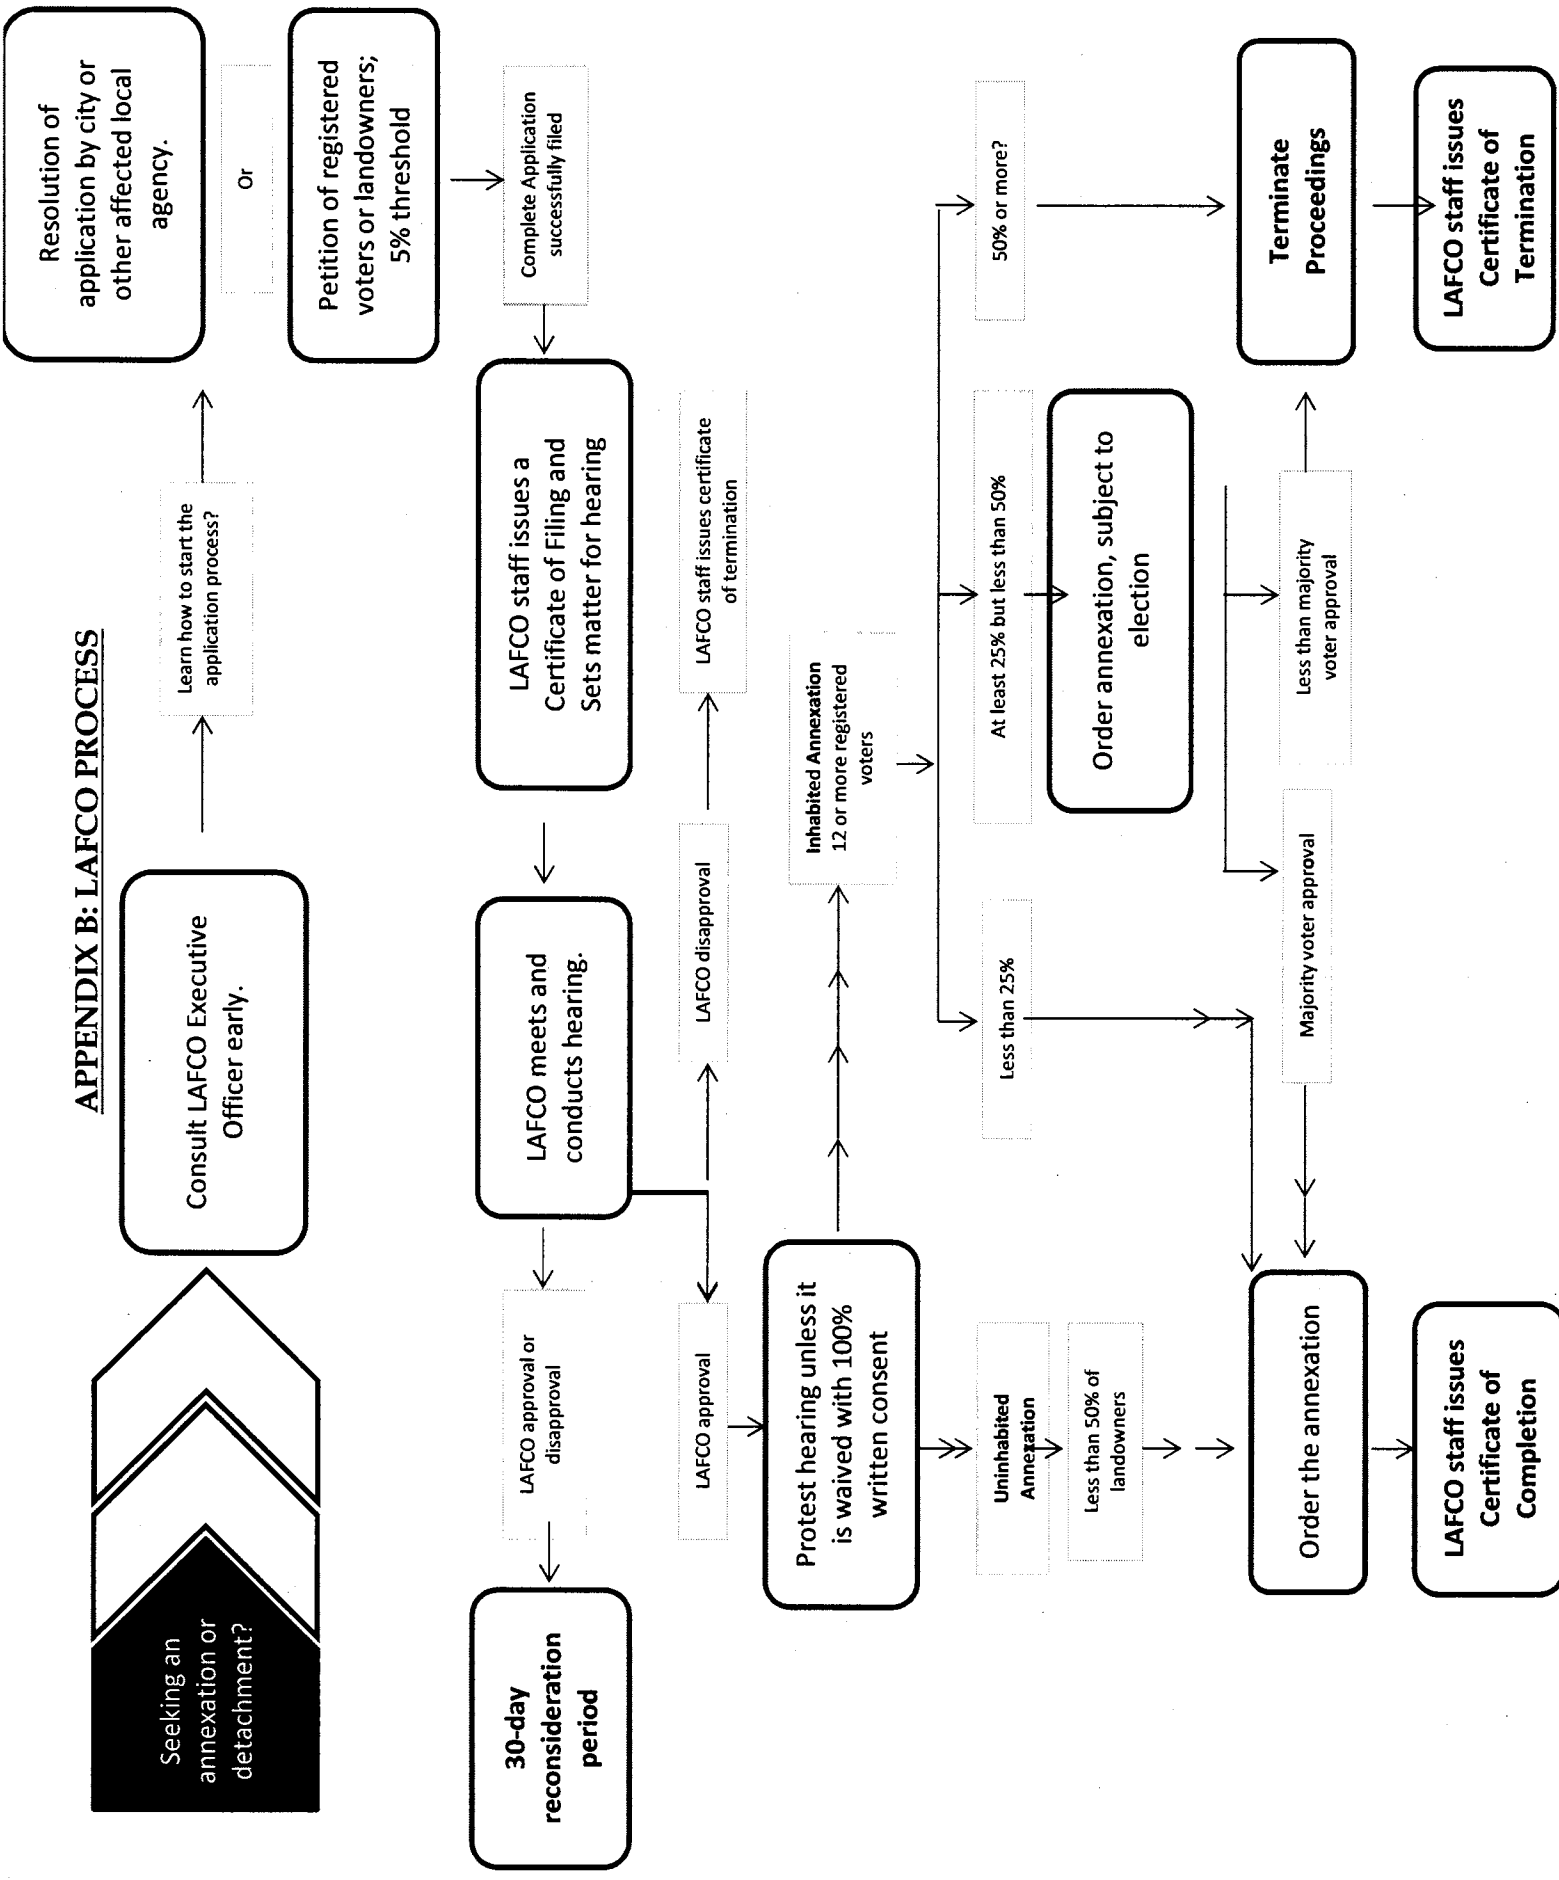 APPENDIX B: LAFCO PROCESS
Seeking an
annexation or
detachment?
Consult LAFCO Executive
Officer early.
Learn how to start the
application process?
Resolution of
application by city or
other affected local
agency.
Or
Petition of registered
voters or landowners;
5% threshold
Complete Application
successfully filed
LAFCO staff issues a
Certificate of Filing and
Sets matter for hearing
LAFCO meets and
conducts hearing.
LAFCO approval or
disapproval
30-day
reconsideration
period
LAFCO approval
LAFCO disapproval
LAFCO staff issues certificate
of termination
Protest hearing unless it
is waived with 100%
written consent
Inhabited Annexation
12 or more registered
voters
Uninhabited
Annexation
Less than 50% of
landowners
Less than 25%
At least 25% but less than 50%
50% or more?
Order annexation, subject to
election
Majority voter approval
Less than majority
voter approval
Order the annexation
Terminate
Proceedings
LAFCO staff issues
Certificate of
Completion
LAFCO staff issues
Certificate of
Termination